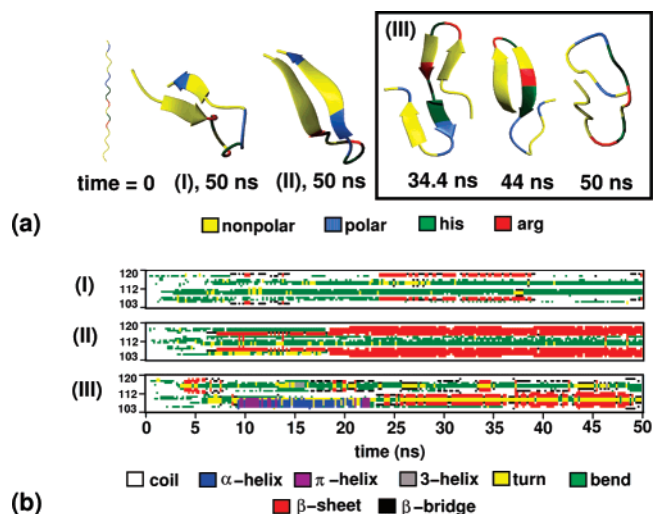 (a)
(III)
time = 0 (I), 50 ns (II), 50 ns 34.4 ns 44 ns 50 ns
nonpolar polar his arg
(I)
120
112
103
(II)
120
112
103
(III)
120
112
103
0 5 10 15 20 25 30 35 40 45 50
time (ns)
coil α-helix π-helix 3-helix turn bend
β-sheet β-bridge
(b)